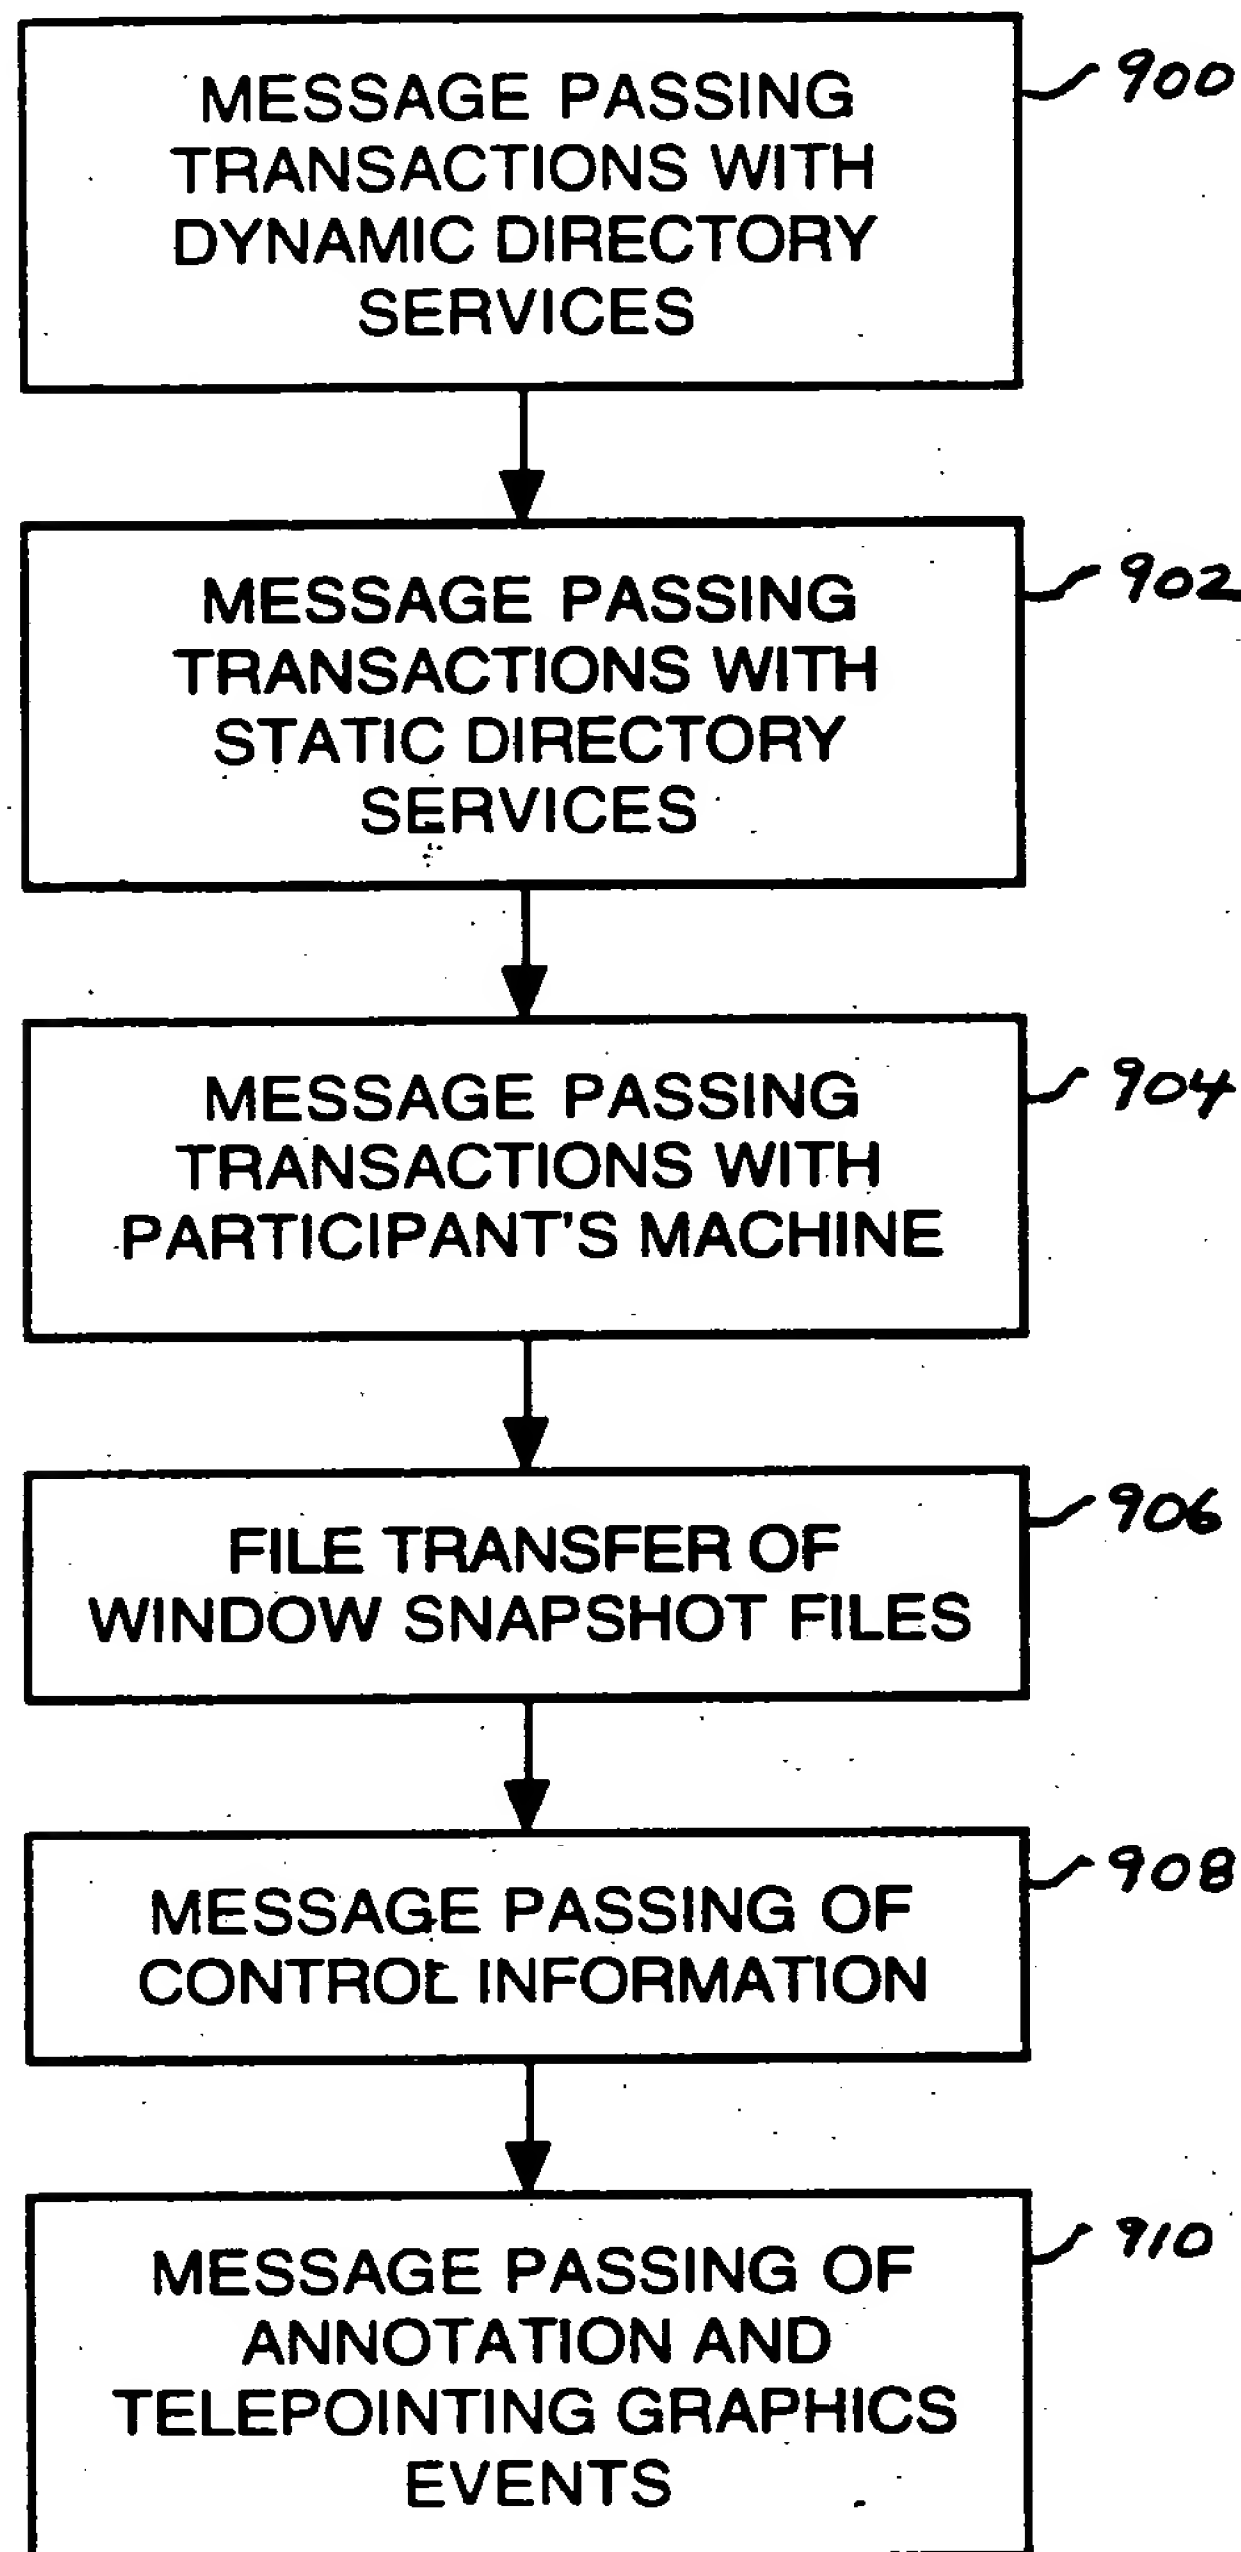 MESSAGE PASSING
TRANSACTIONS WITH
DYNAMIC DIRECTORY
SERVICES
900
MESSAGE PASSING
TRANSACTIONS WITH
STATIC DIRECTORY
SERVICES
902
MESSAGE PASSING
TRANSACTIONS WITH
PARTICIPANT'S MACHINE
904
FILE TRANSFER OF
WINDOW SNAPSHOT FILES
906
MESSAGE PASSING OF
CONTROL INFORMATION
908
MESSAGE PASSING OF
ANNOTATION AND
TELEPOINTING GRAPHICS
EVENTS
910